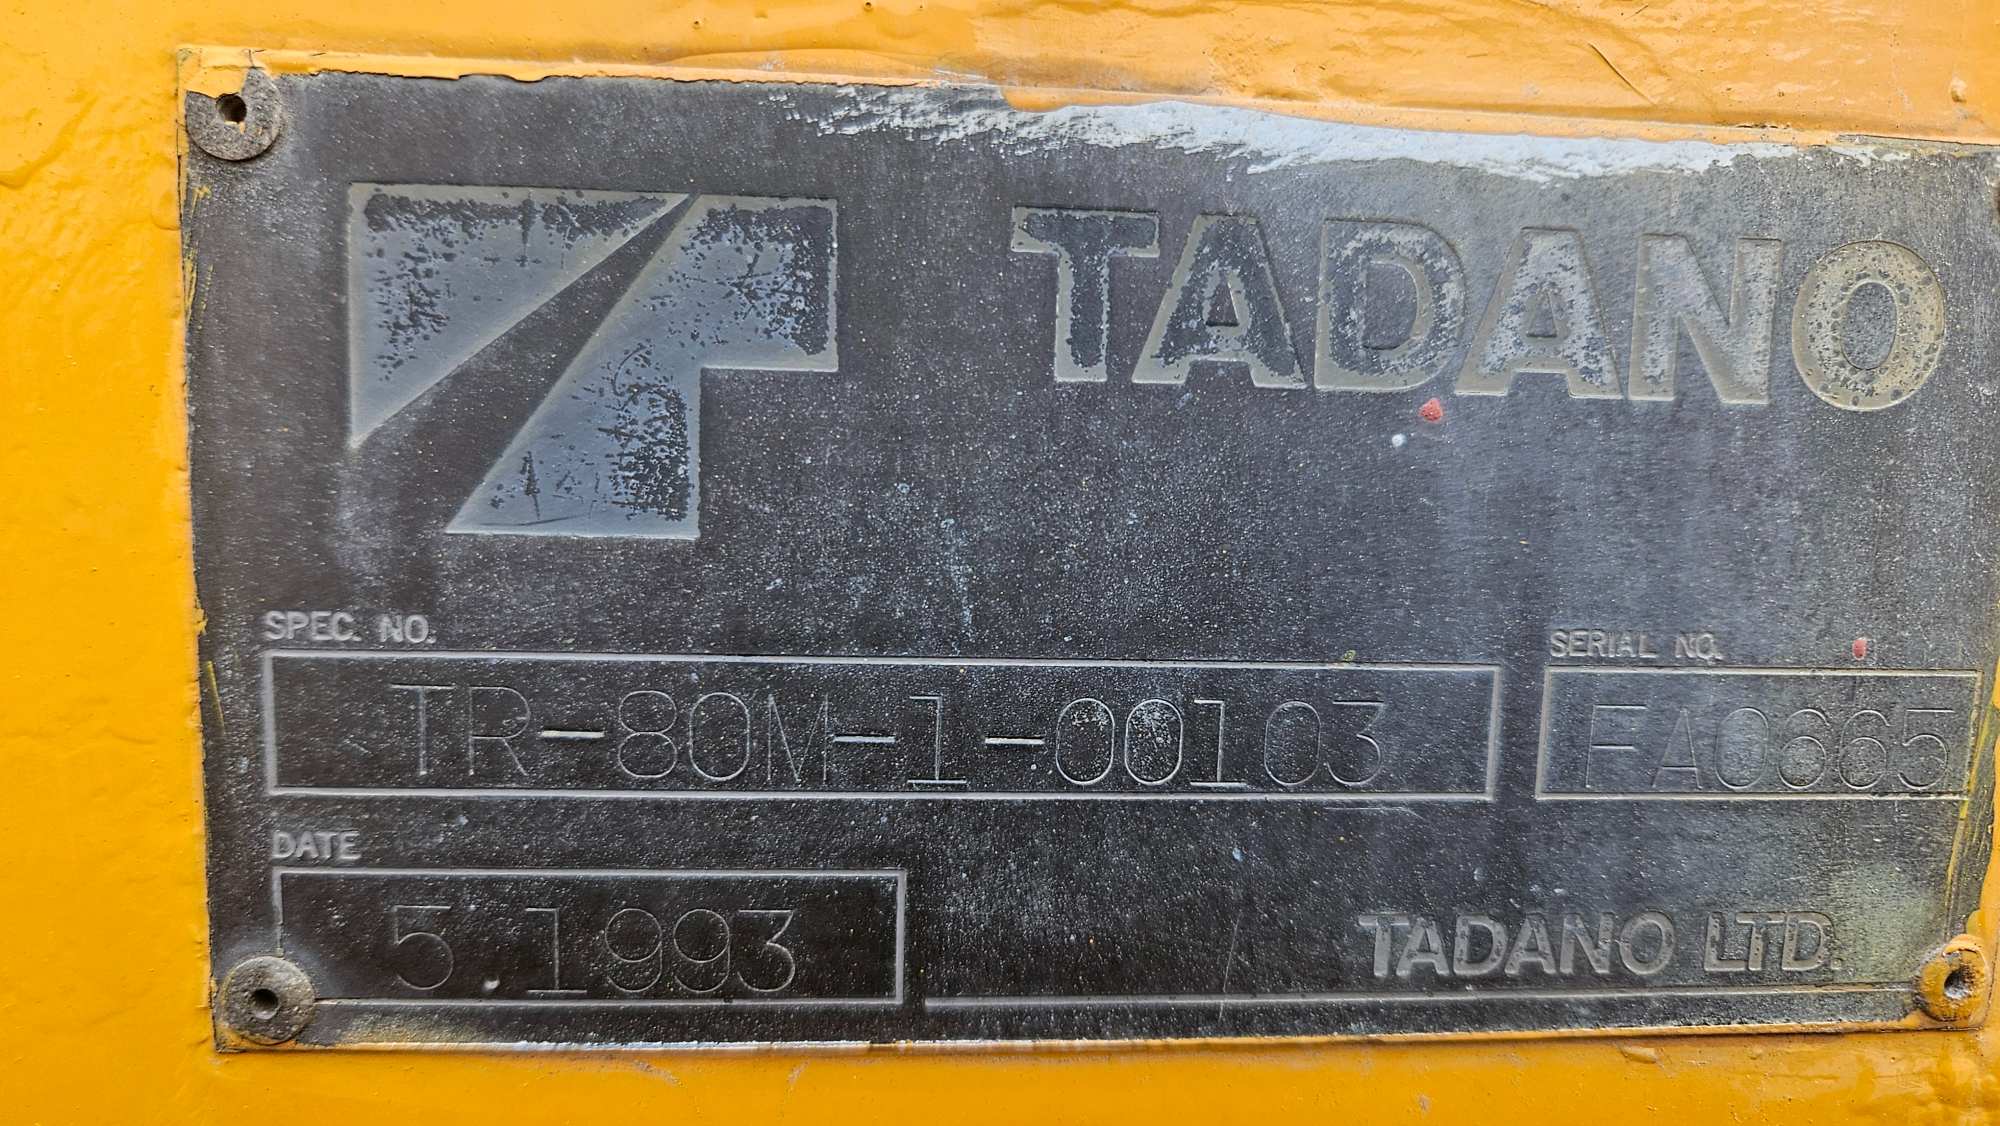 TADANO
SPEC. NO.
TR-80M-1-00103
SERIAL NO.
FA0665
DATE
5.1993
TADANO LTD.